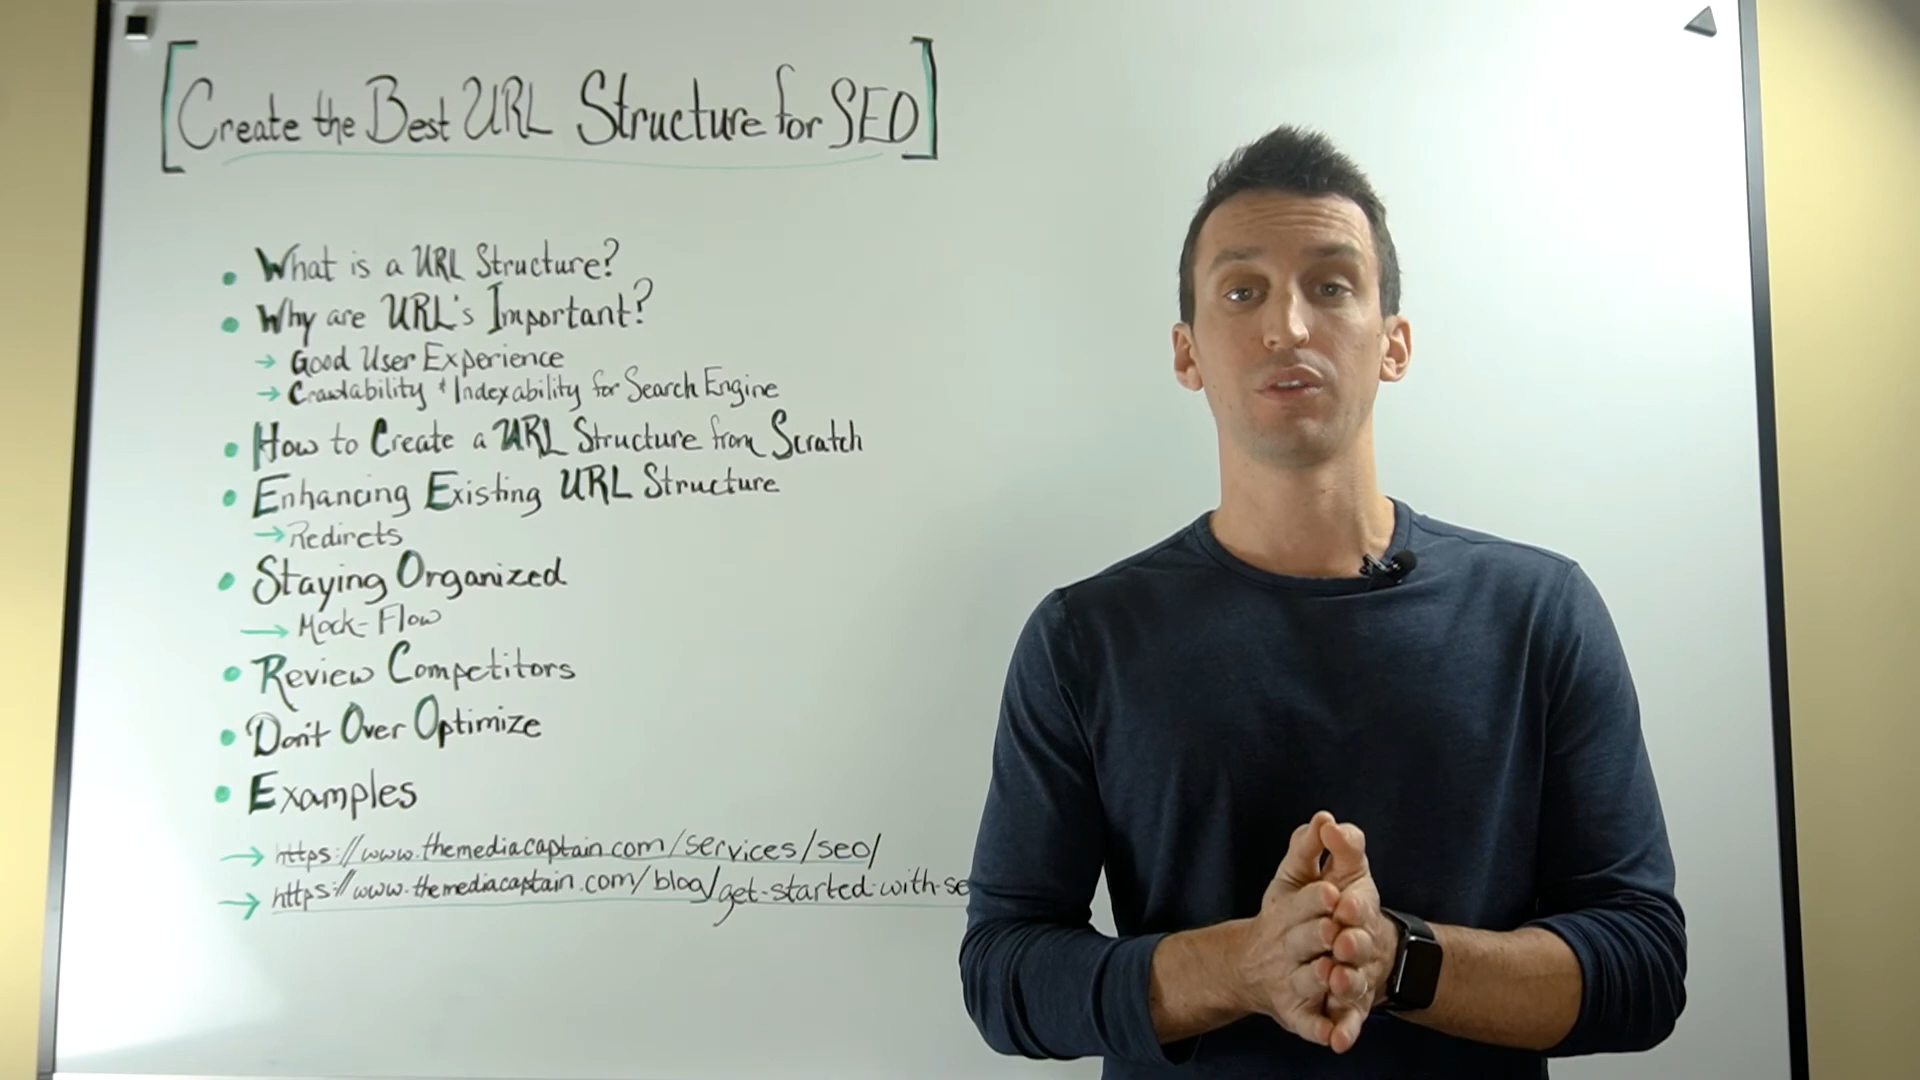 [Create the Best URL Structure for SEO]
• What is a URL Structure?
• Why are URL's Important?
→ Good User Experience
→ Crawlability & Indexability for Search Engine
• How to Create a URL Structure from Scratch
• Enhancing Existing URL Structure
→ Redirets
• Staying Organized
→ Mock-Flow
• Review Competitors
• Don't Over Optimize
• Examples
→ https://www.themediacaptain.com/services/seo/
→ https://www.themediacaptain.com/blog/get-started-with-se